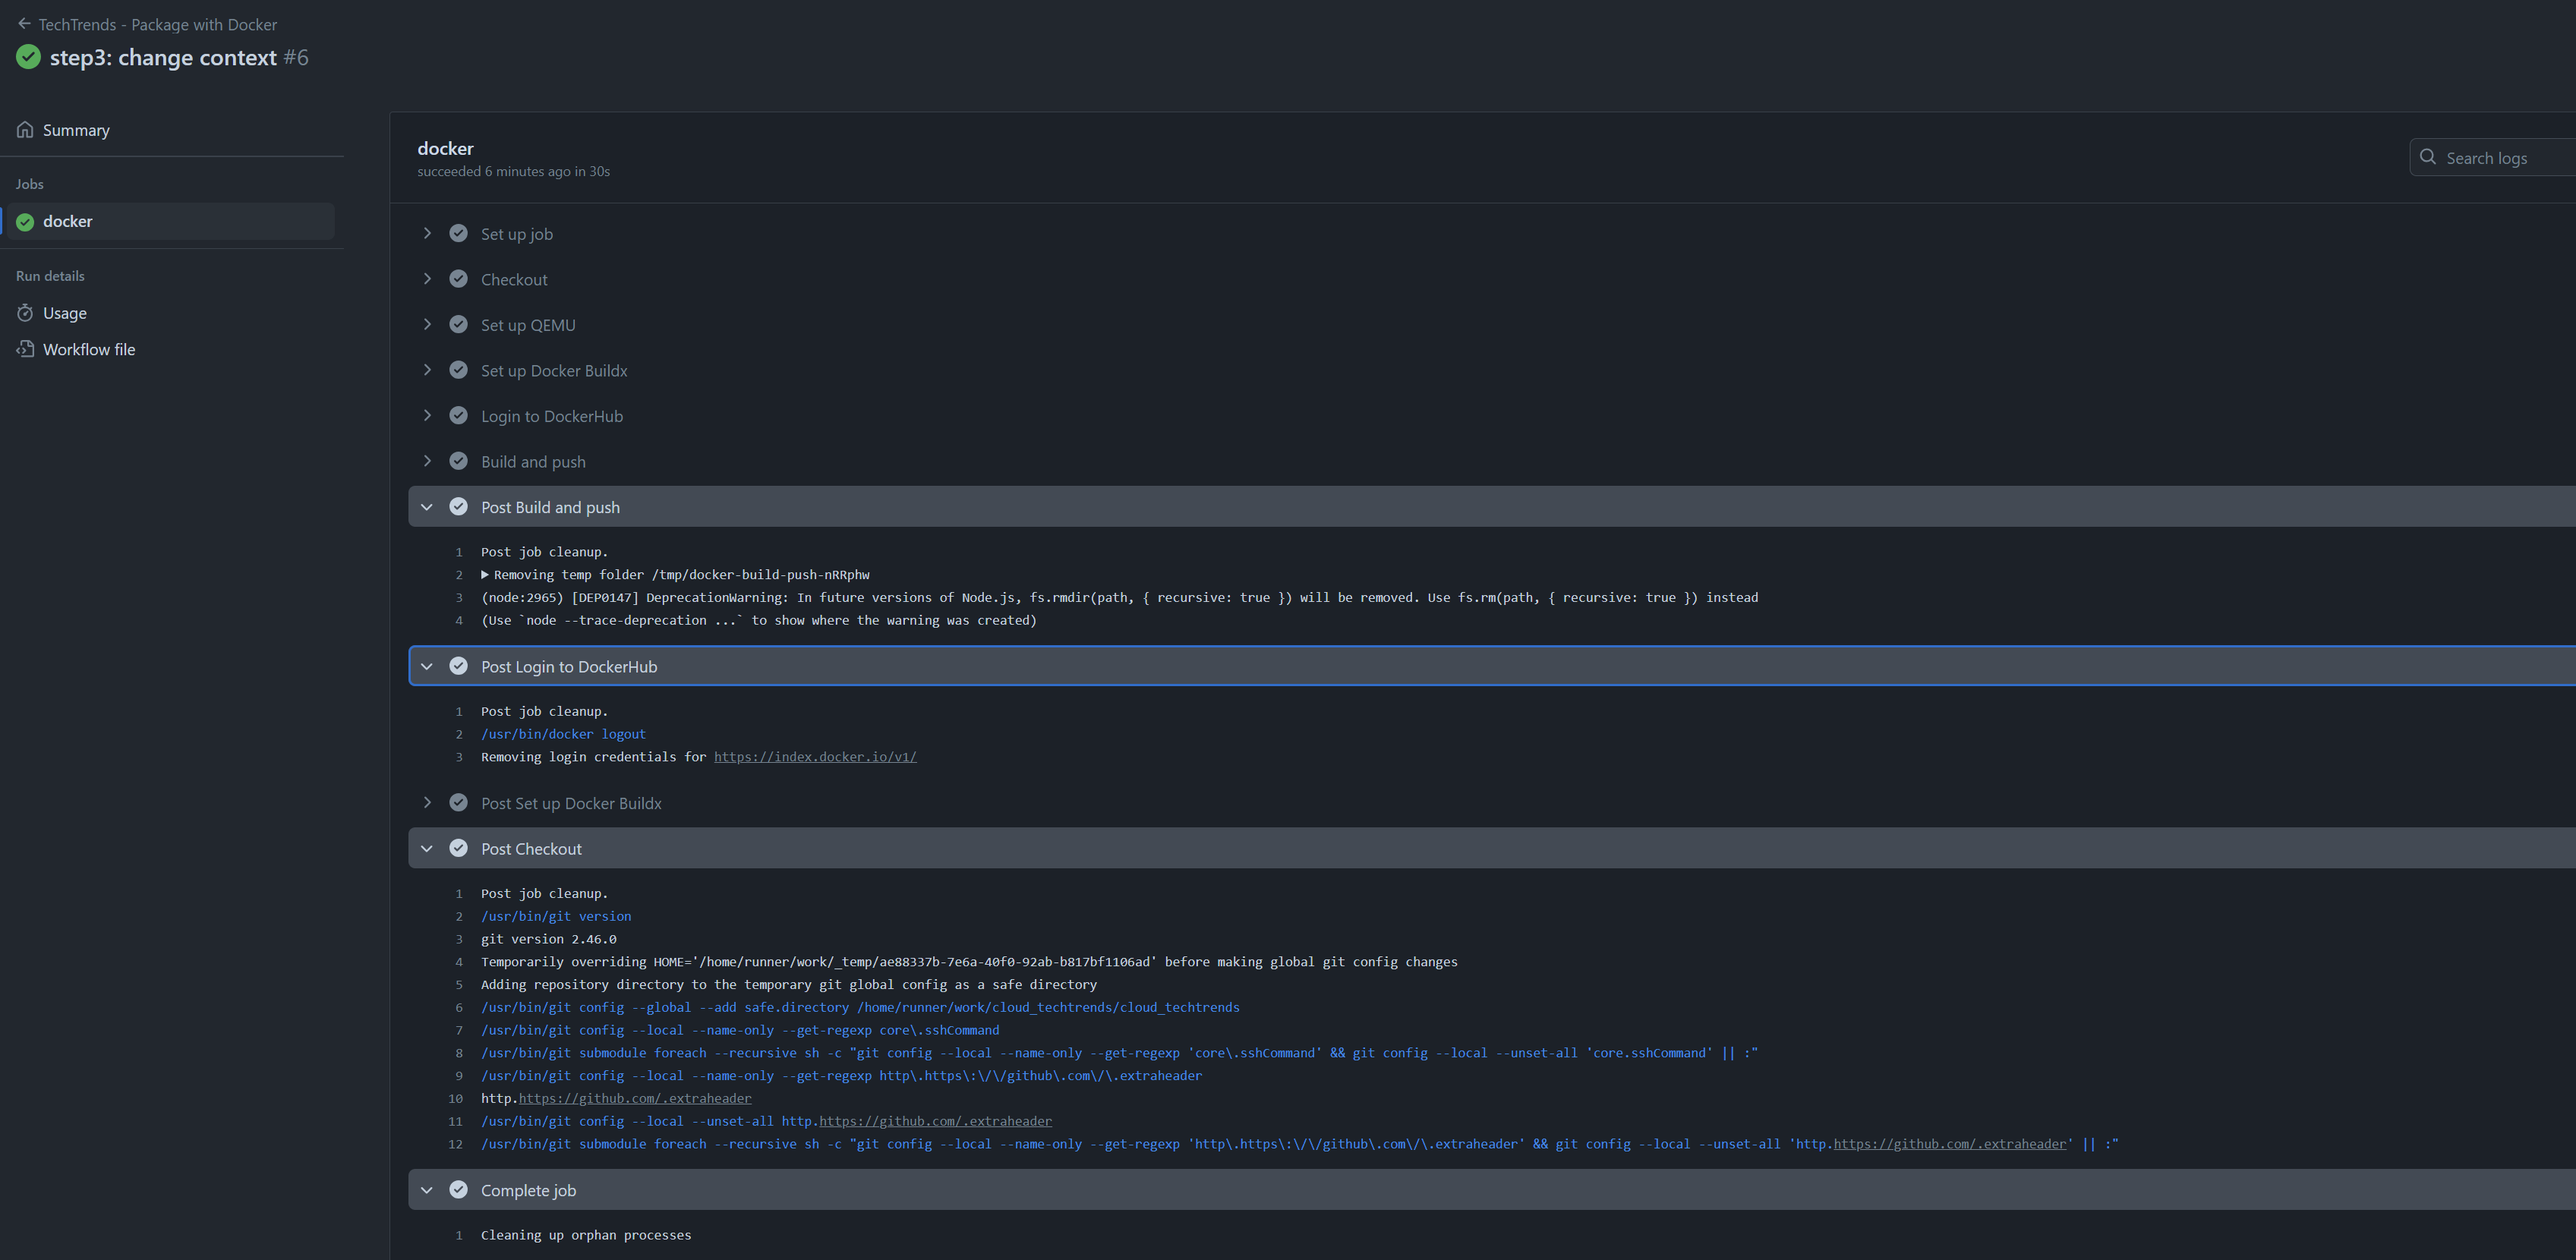 TechTrends - Package with Docker
step3: change context #6
Summary
Jobs
docker
Run details
Usage
Workflow file
docker
succeeded 6 minutes ago in 30s
Search logs
Set up job
Checkout
Set up QEMU
Set up Docker Buildx
Login to DockerHub
Build and push
Post Build and push
1 Post job cleanup.
2 Removing temp folder /tmp/docker-build-push-nRRphw
3 (node:2965) [DEP0147] DeprecationWarning: In future versions of Node.js, fs.rmdir(path, { recursive: true }) will be removed. Use fs.rm(path, { recursive: true }) instead
4 (Use `node --trace-deprecation ...` to show where the warning was created)
Post Login to DockerHub
1 Post job cleanup.
2 /usr/bin/docker logout
3 Removing login credentials for https://index.docker.io/v1/
Post Set up Docker Buildx
Post Checkout
1 Post job cleanup.
2 /usr/bin/git version
3 git version 2.46.0
4 Temporarily overriding HOME='/home/runner/work/_temp/ae88337b-7e6a-40f0-92ab-b817bf1106ad' before making global git config changes
5 Adding repository directory to the temporary git global config as a safe directory
6 /usr/bin/git config --global --add safe.directory /home/runner/work/cloud_techtrends/cloud_techtrends
7 /usr/bin/git config --local --name-only --get-regexp core\.sshCommand
8 /usr/bin/git submodule foreach --recursive sh -c "git config --local --name-only --get-regexp 'core\.sshCommand' && git config --local --unset-all 'core.sshCommand' || :"
9 /usr/bin/git config --local --name-only --get-regexp http\.https\:\/\/github\.com\/\.extraheader
10 http.https://github.com/.extraheader
11 /usr/bin/git config --local --unset-all http.https://github.com/.extraheader
12 /usr/bin/git submodule foreach --recursive sh -c "git config --local --name-only --get-regexp 'http\.https\:\/\/github\.com\/\.extraheader' && git config --local --unset-all 'http.https://github.com/.extraheader' || :"
Complete job
1 Cleaning up orphan processes